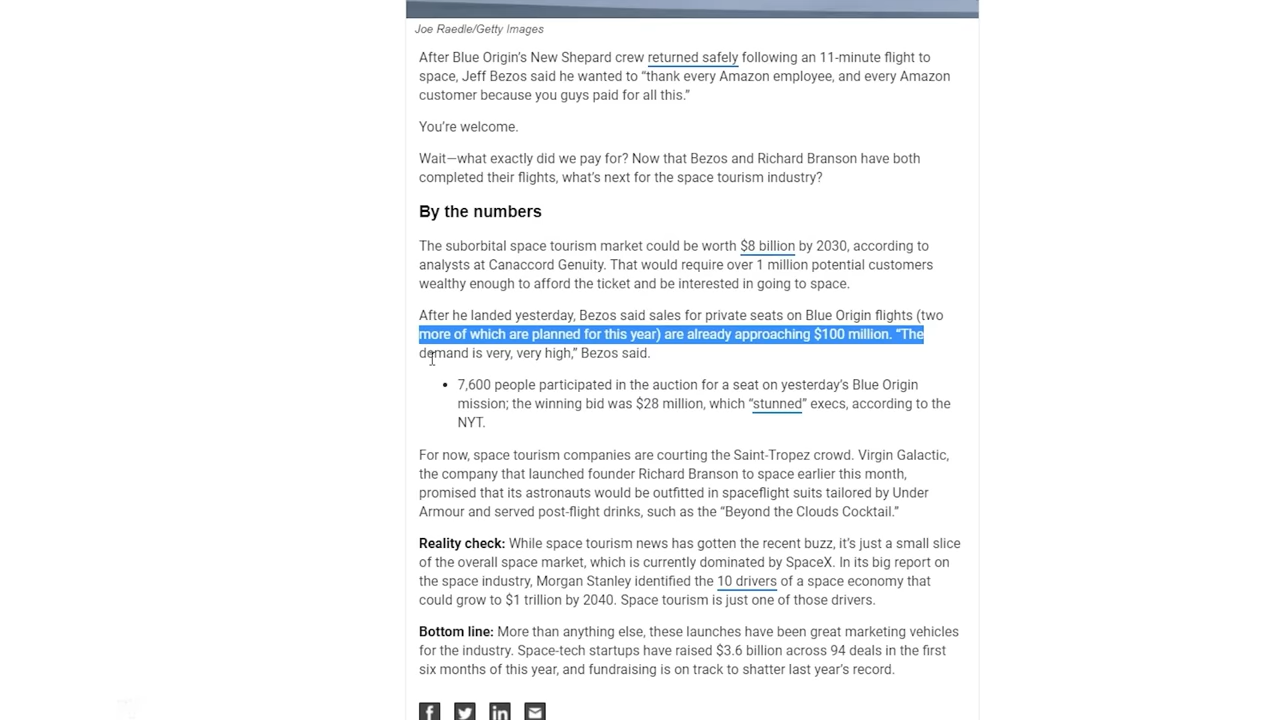 Joe Raedle/Getty Images
After Blue Origin’s New Shepard crew returned safely following an 11-minute flight to
space, Jeff Bezos said he wanted to “thank every Amazon employee, and every Amazon
customer because you guys paid for all this.”
You’re welcome.
Wait—what exactly did we pay for? Now that Bezos and Richard Branson have both
completed their flights, what’s next for the space tourism industry?
By the numbers
The suborbital space tourism market could be worth $8 billion by 2030, according to
analysts at Canaccord Genuity. That would require over 1 million potential customers
wealthy enough to afford the ticket and be interested in going to space.
After he landed yesterday, Bezos said sales for private seats on Blue Origin flights (two
more of which are planned for this year) are already approaching $100 million. “The
demand is very, very high,” Bezos said.
• 7,600 people participated in the auction for a seat on yesterday’s Blue Origin
mission; the winning bid was $28 million, which “stunned” execs, according to the
NYT.
For now, space tourism companies are courting the Saint-Tropez crowd. Virgin Galactic,
the company that launched founder Richard Branson to space earlier this month,
promised that its astronauts would be outfitted in spaceflight suits tailored by Under
Armour and served post-flight drinks, such as the “Beyond the Clouds Cocktail.”
Reality check: While space tourism news has gotten the recent buzz, it’s just a small slice
of the overall space market, which is currently dominated by SpaceX. In its big report on
the space industry, Morgan Stanley identified the 10 drivers of a space economy that
could grow to $1 trillion by 2040. Space tourism is just one of those drivers.
Bottom line: More than anything else, these launches have been great marketing vehicles
for the industry. Space-tech startups have raised $3.6 billion across 94 deals in the first
six months of this year, and fundraising is on track to shatter last year’s record.